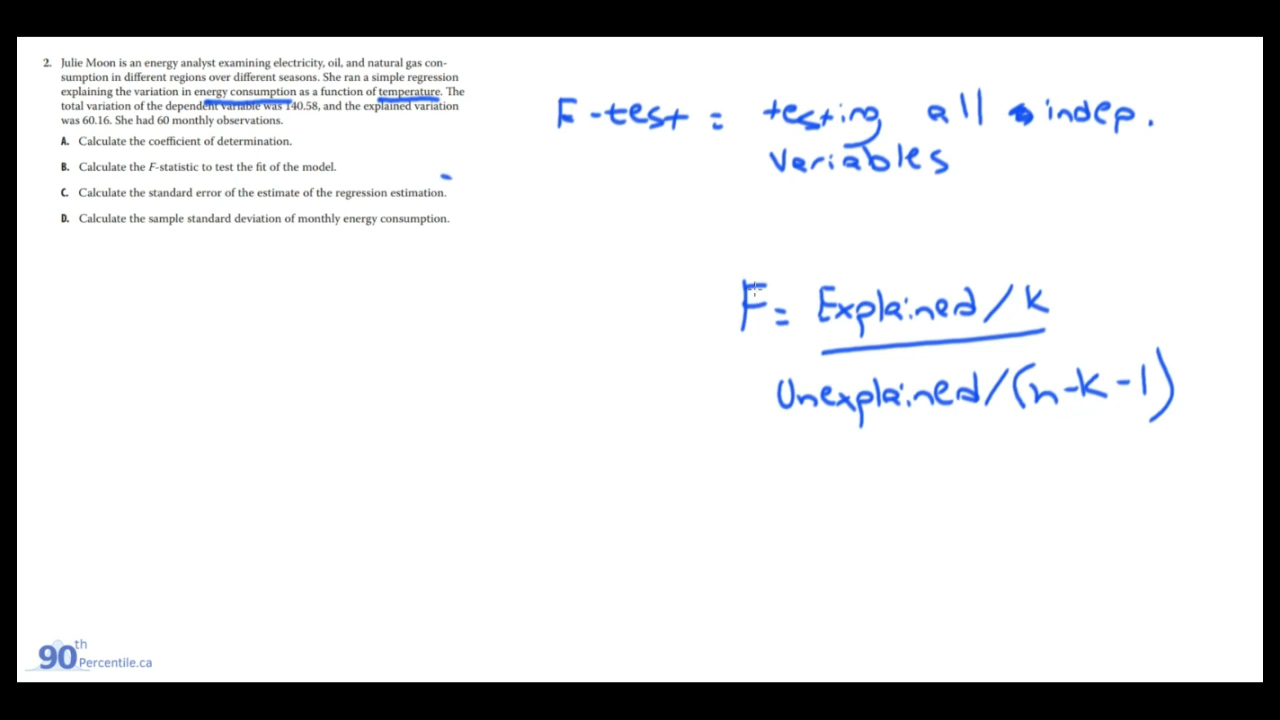 2. Julie Moon is an energy analyst examining electricity, oil, and natural gas con-
sumption in different regions over different seasons. She ran a simple regression
explaining the variation in energy consumption as a function of temperature. The
total variation of the dependent variable was 140.58, and the explained variation
was 60.16. She had 60 monthly observations.
A. Calculate the coefficient of determination.
B. Calculate the F-statistic to test the fit of the model.
C. Calculate the standard error of the estimate of the regression estimation.
D. Calculate the sample standard deviation of monthly energy consumption.
F-test = testing all indep.
variables
F = Explained/k
Unexplained/(n-k-1)
90th
Percentile.ca